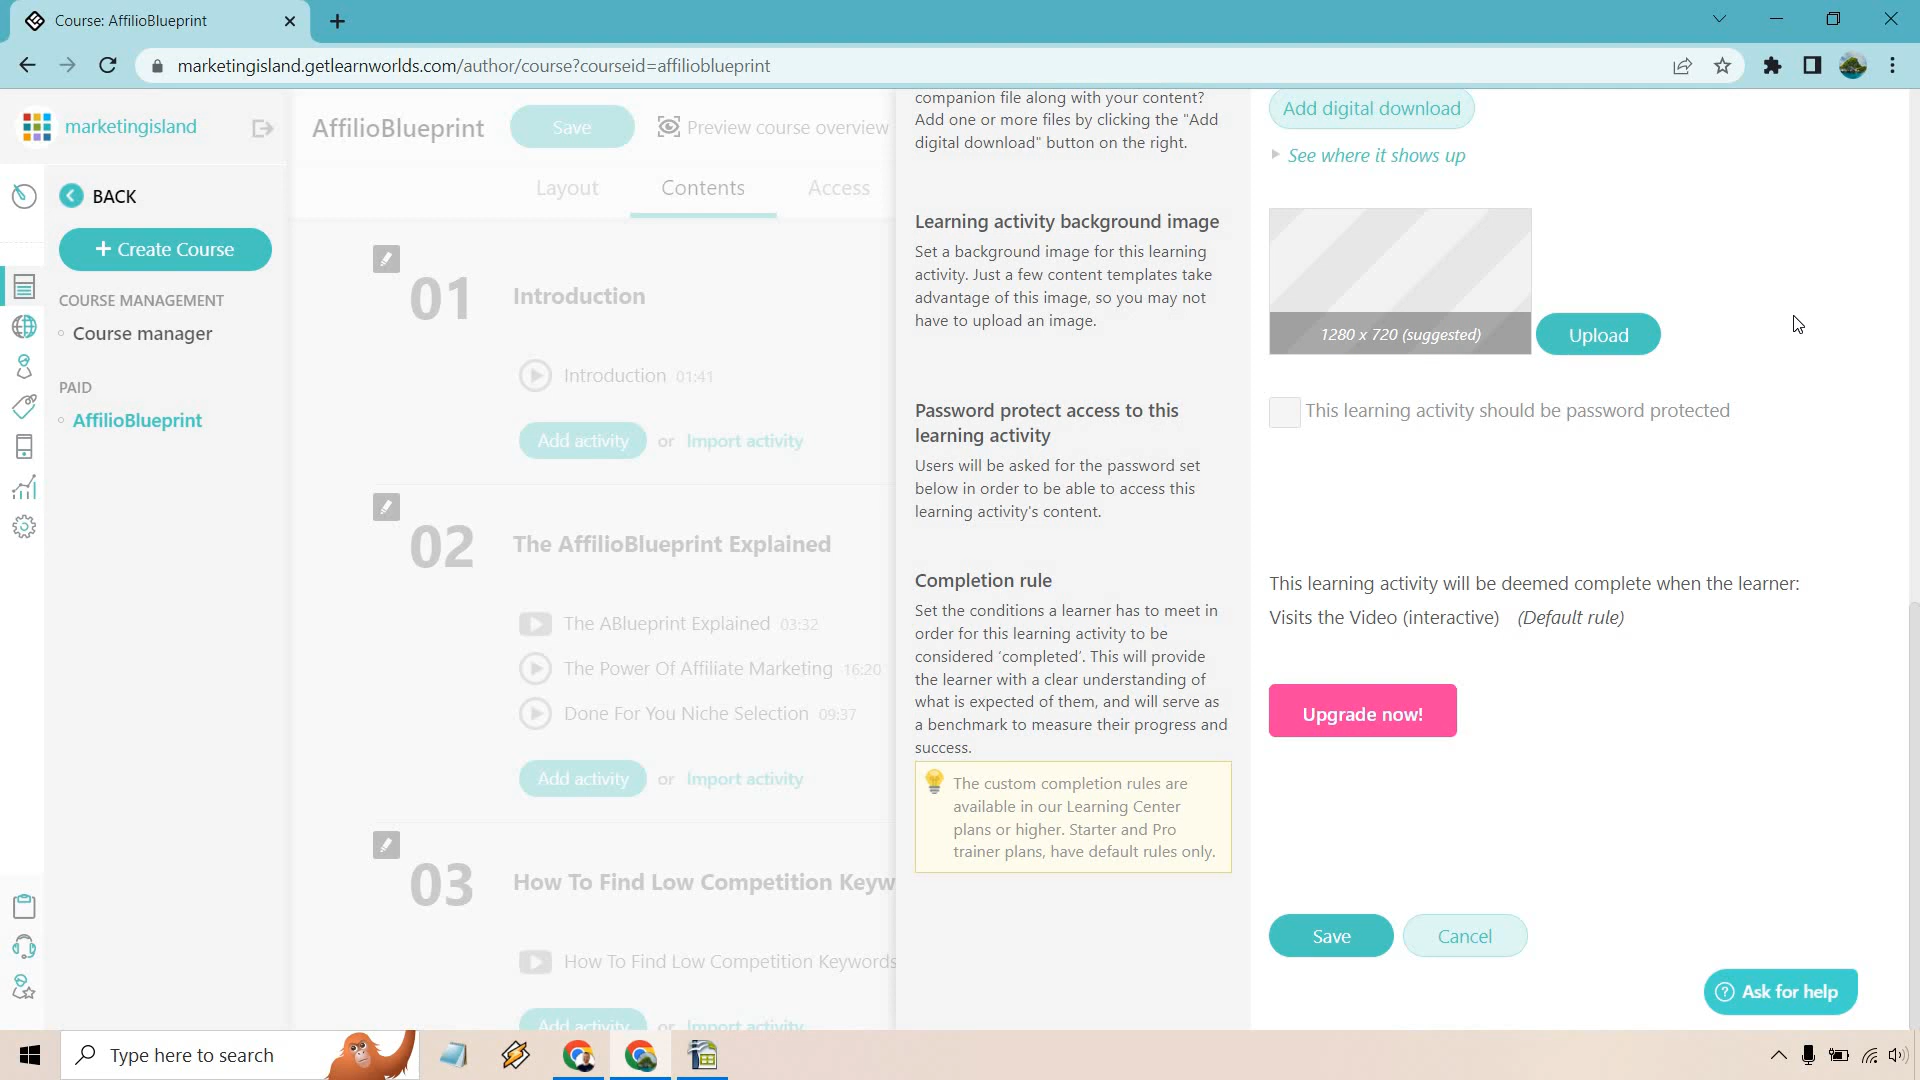 Course: AffilioBlueprint
marketingisland.getlearnworlds.com/author/course?courseid=affilioblueprint
marketingisland
BACK
+ Create Course
COURSE MANAGEMENT
Course manager
PAID
AffilioBlueprint
AffilioBlueprint
Save
Preview course overview
Layout
Contents
Access
01
Introduction
Introduction 01:41
Add activity or Import activity
02
The AffilioBlueprint Explained
The ABlueprint Explained 03:32
The Power Of Affiliate Marketing 16:20
Done For You Niche Selection 09:37
Add activity or Import activity
03
How To Find Low Competition Keyw
How To Find Low Competition Keywords
Add activity or Import activity
companion file along with your content?
Add one or more files by clicking the "Add
digital download" button on the right.
Add digital download
See where it shows up
Learning activity background image
Set a background image for this learning
activity. Just a few content templates take
advantage of this image, so you may not
have to upload an image.
1280 x 720 (suggested)
Upload
Password protect access to this
learning activity
Users will be asked for the password set
below in order to be able to access this
learning activity's content.
This learning activity should be password protected
Completion rule
Set the conditions a learner has to meet in
order for this learning activity to be
considered ‘completed’. This will provide
the learner with a clear understanding of
what is expected of them, and will serve as
a benchmark to measure their progress and
success.
The custom completion rules are
available in our Learning Center
plans or higher. Starter and Pro
trainer plans, have default rules only.
This learning activity will be deemed complete when the learner:
Visits the Video (interactive) (Default rule)
Upgrade now!
Save
Cancel
Ask for help
Type here to search